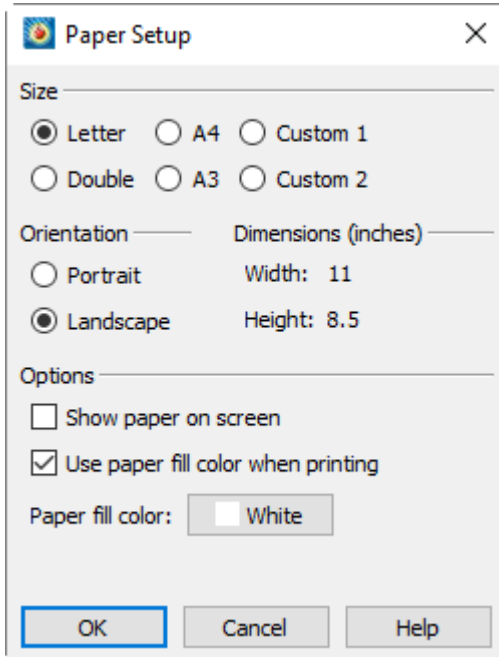 Paper Setup
Size
Letter A4 Custom 1
Double A3 Custom 2
Orientation Dimensions (inches)
Portrait Width: 11
Landscape Height: 8.5
Options
Show paper on screen
Use paper fill color when printing
Paper fill color: White
OK Cancel Help